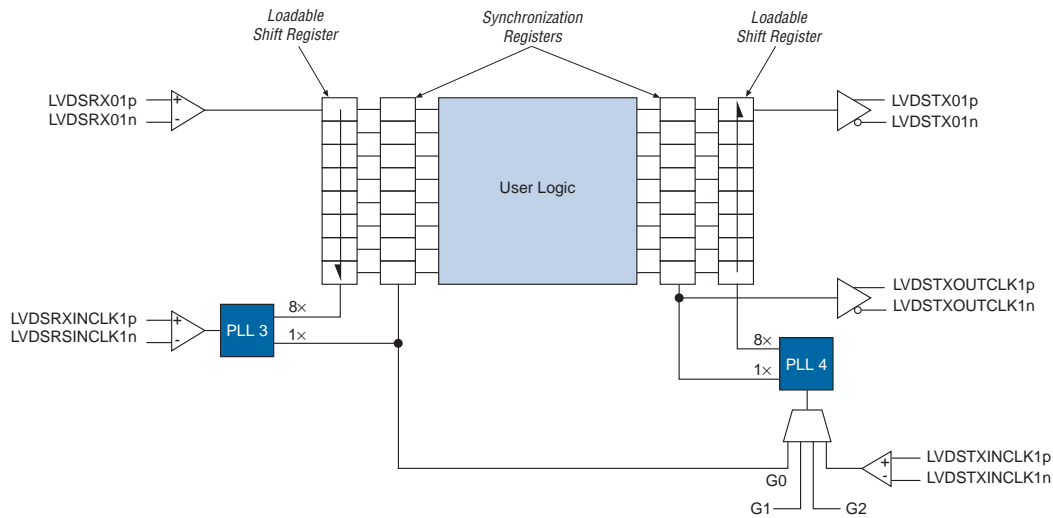 Loadable
Shift Register
Synchronization
Registers
Loadable
Shift Register
LVDSRX01p
LVDSRX01n
+
-
User Logic
LVDSTX01p
LVDSTX01n
LVDSRXINCLK1p
LVDSRSINCLK1n
+
-
PLL 3
8×
1×
LVDSTXOUTCLK1p
LVDSTXOUTCLK1n
8×
1×
PLL 4
G0
G1
G2
+
-
LVDSTXINCLK1p
LVDSTXINCLK1n